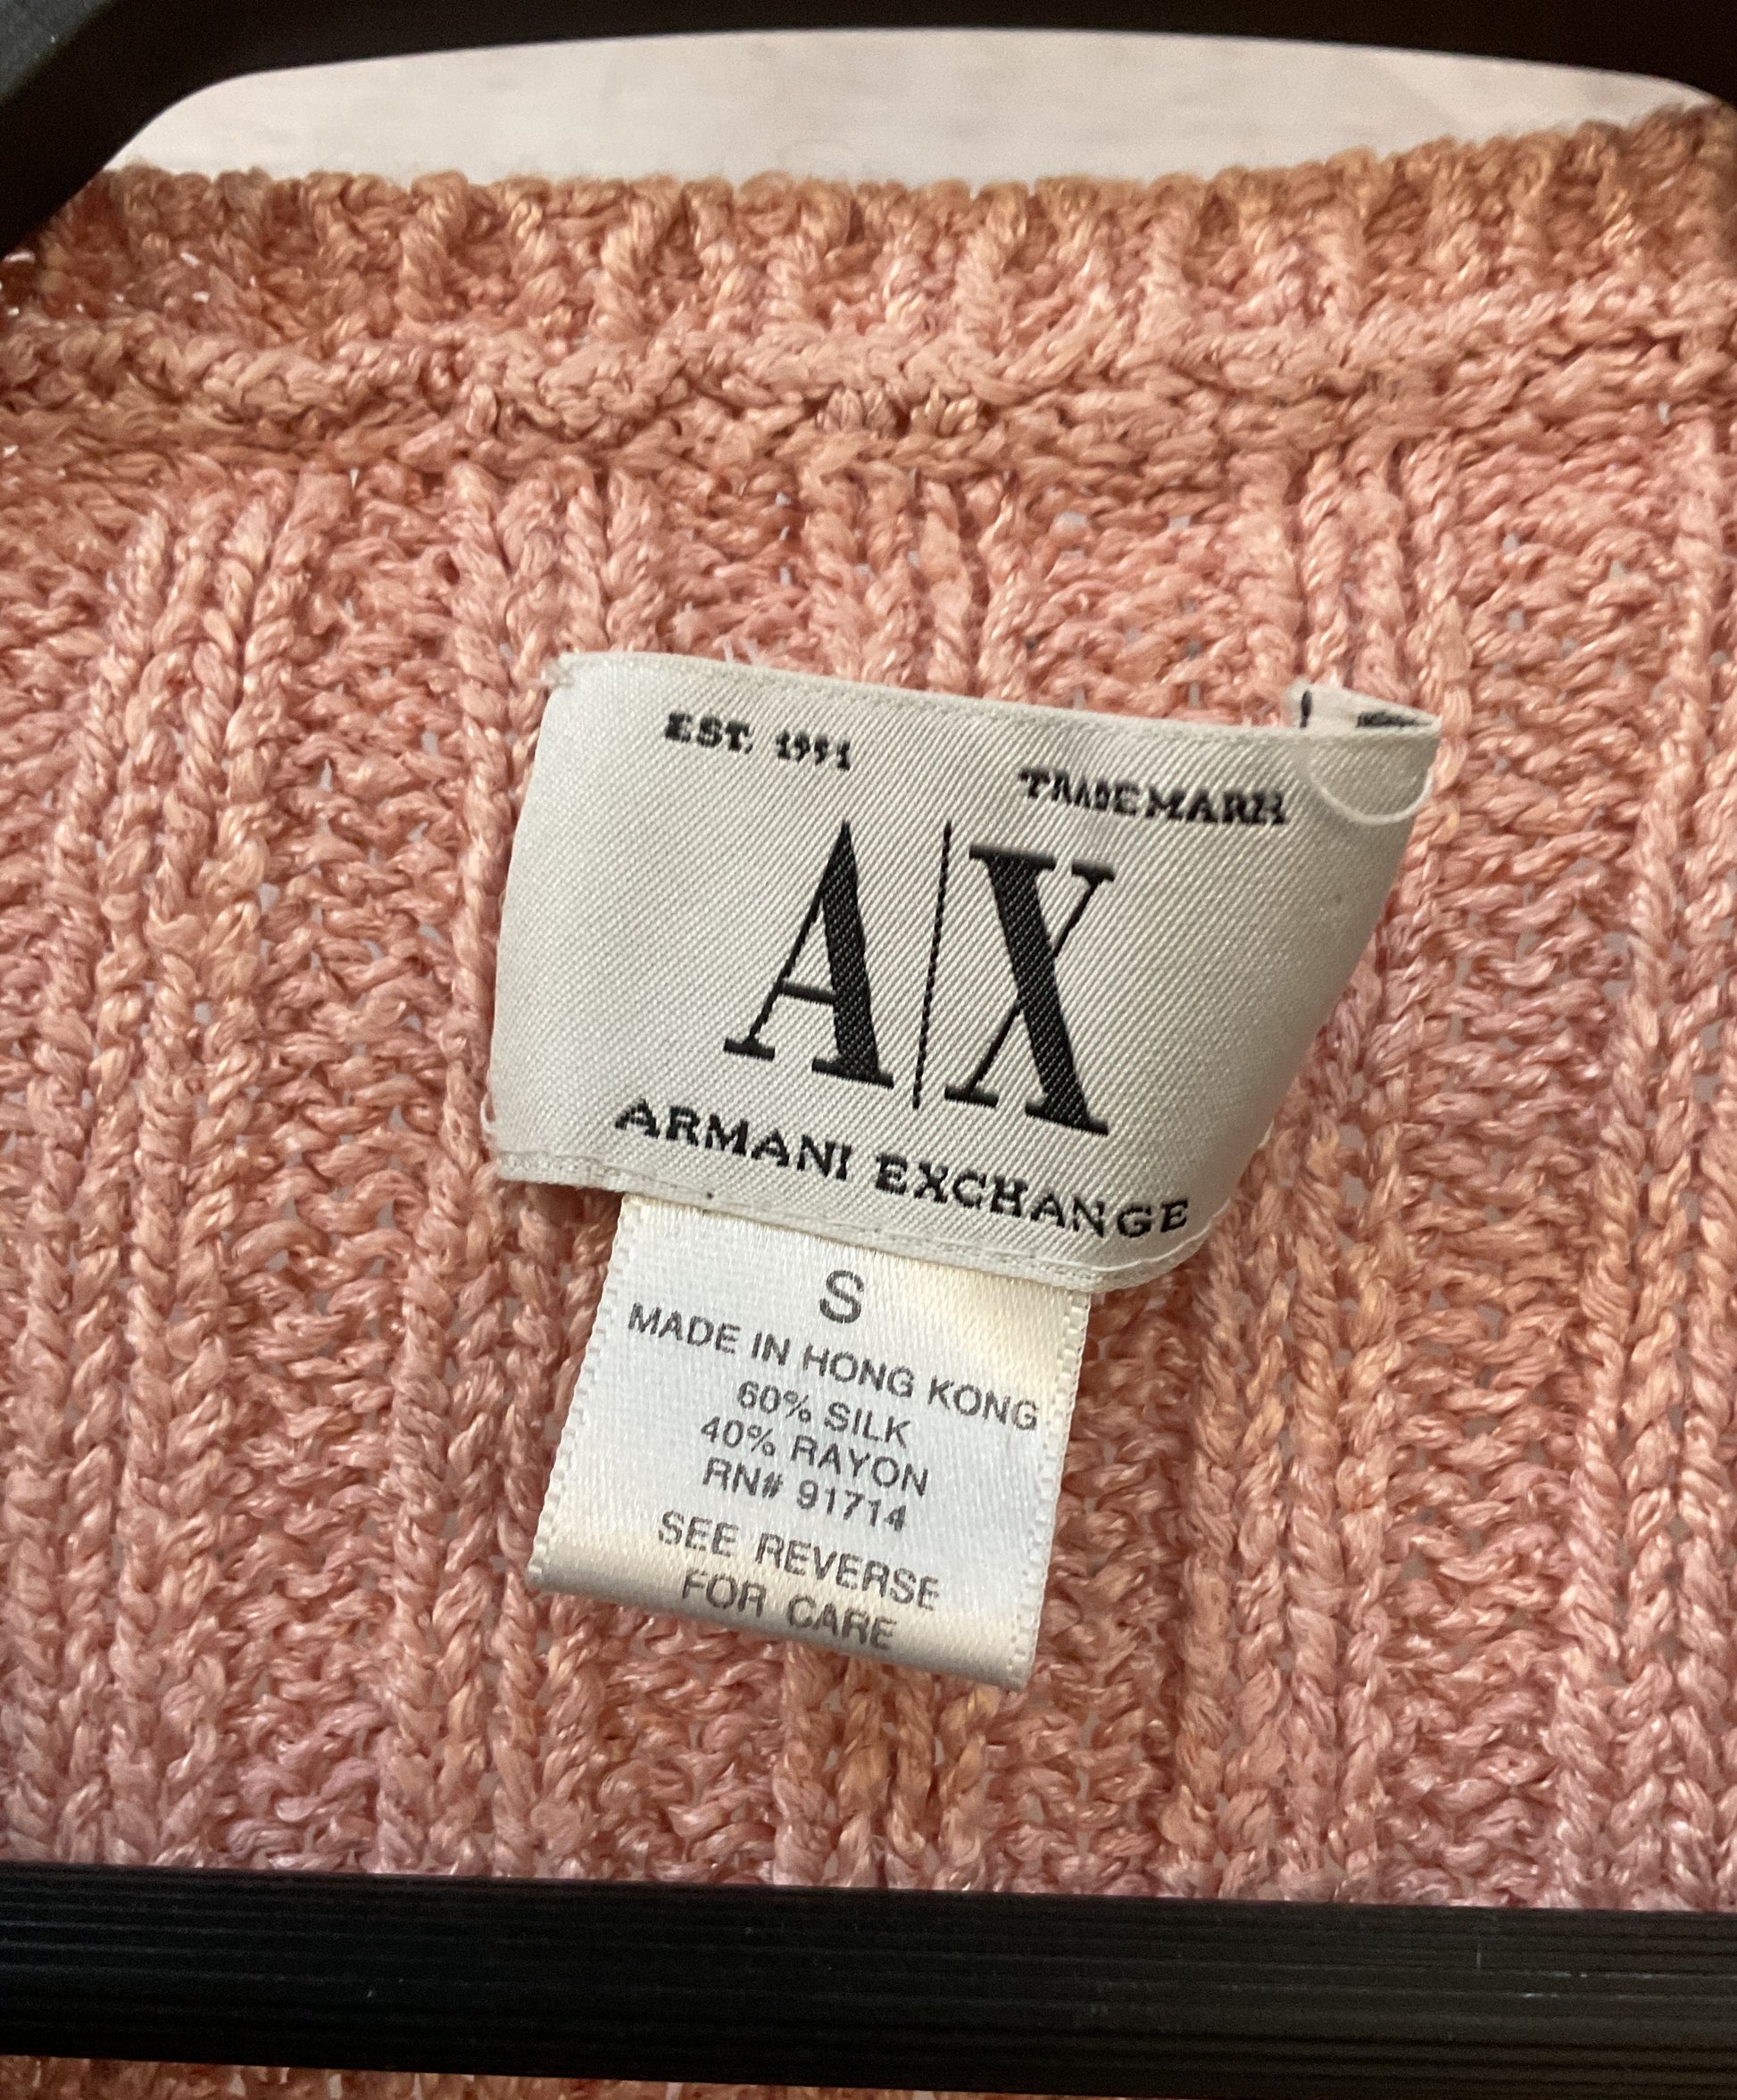 EST. 1991
TRADEMARK
A|X
ARMANI EXCHANGE
S
MADE IN HONG KONG
60% SILK
40% RAYON
RN# 91714
SEE REVERSE
FOR CARE